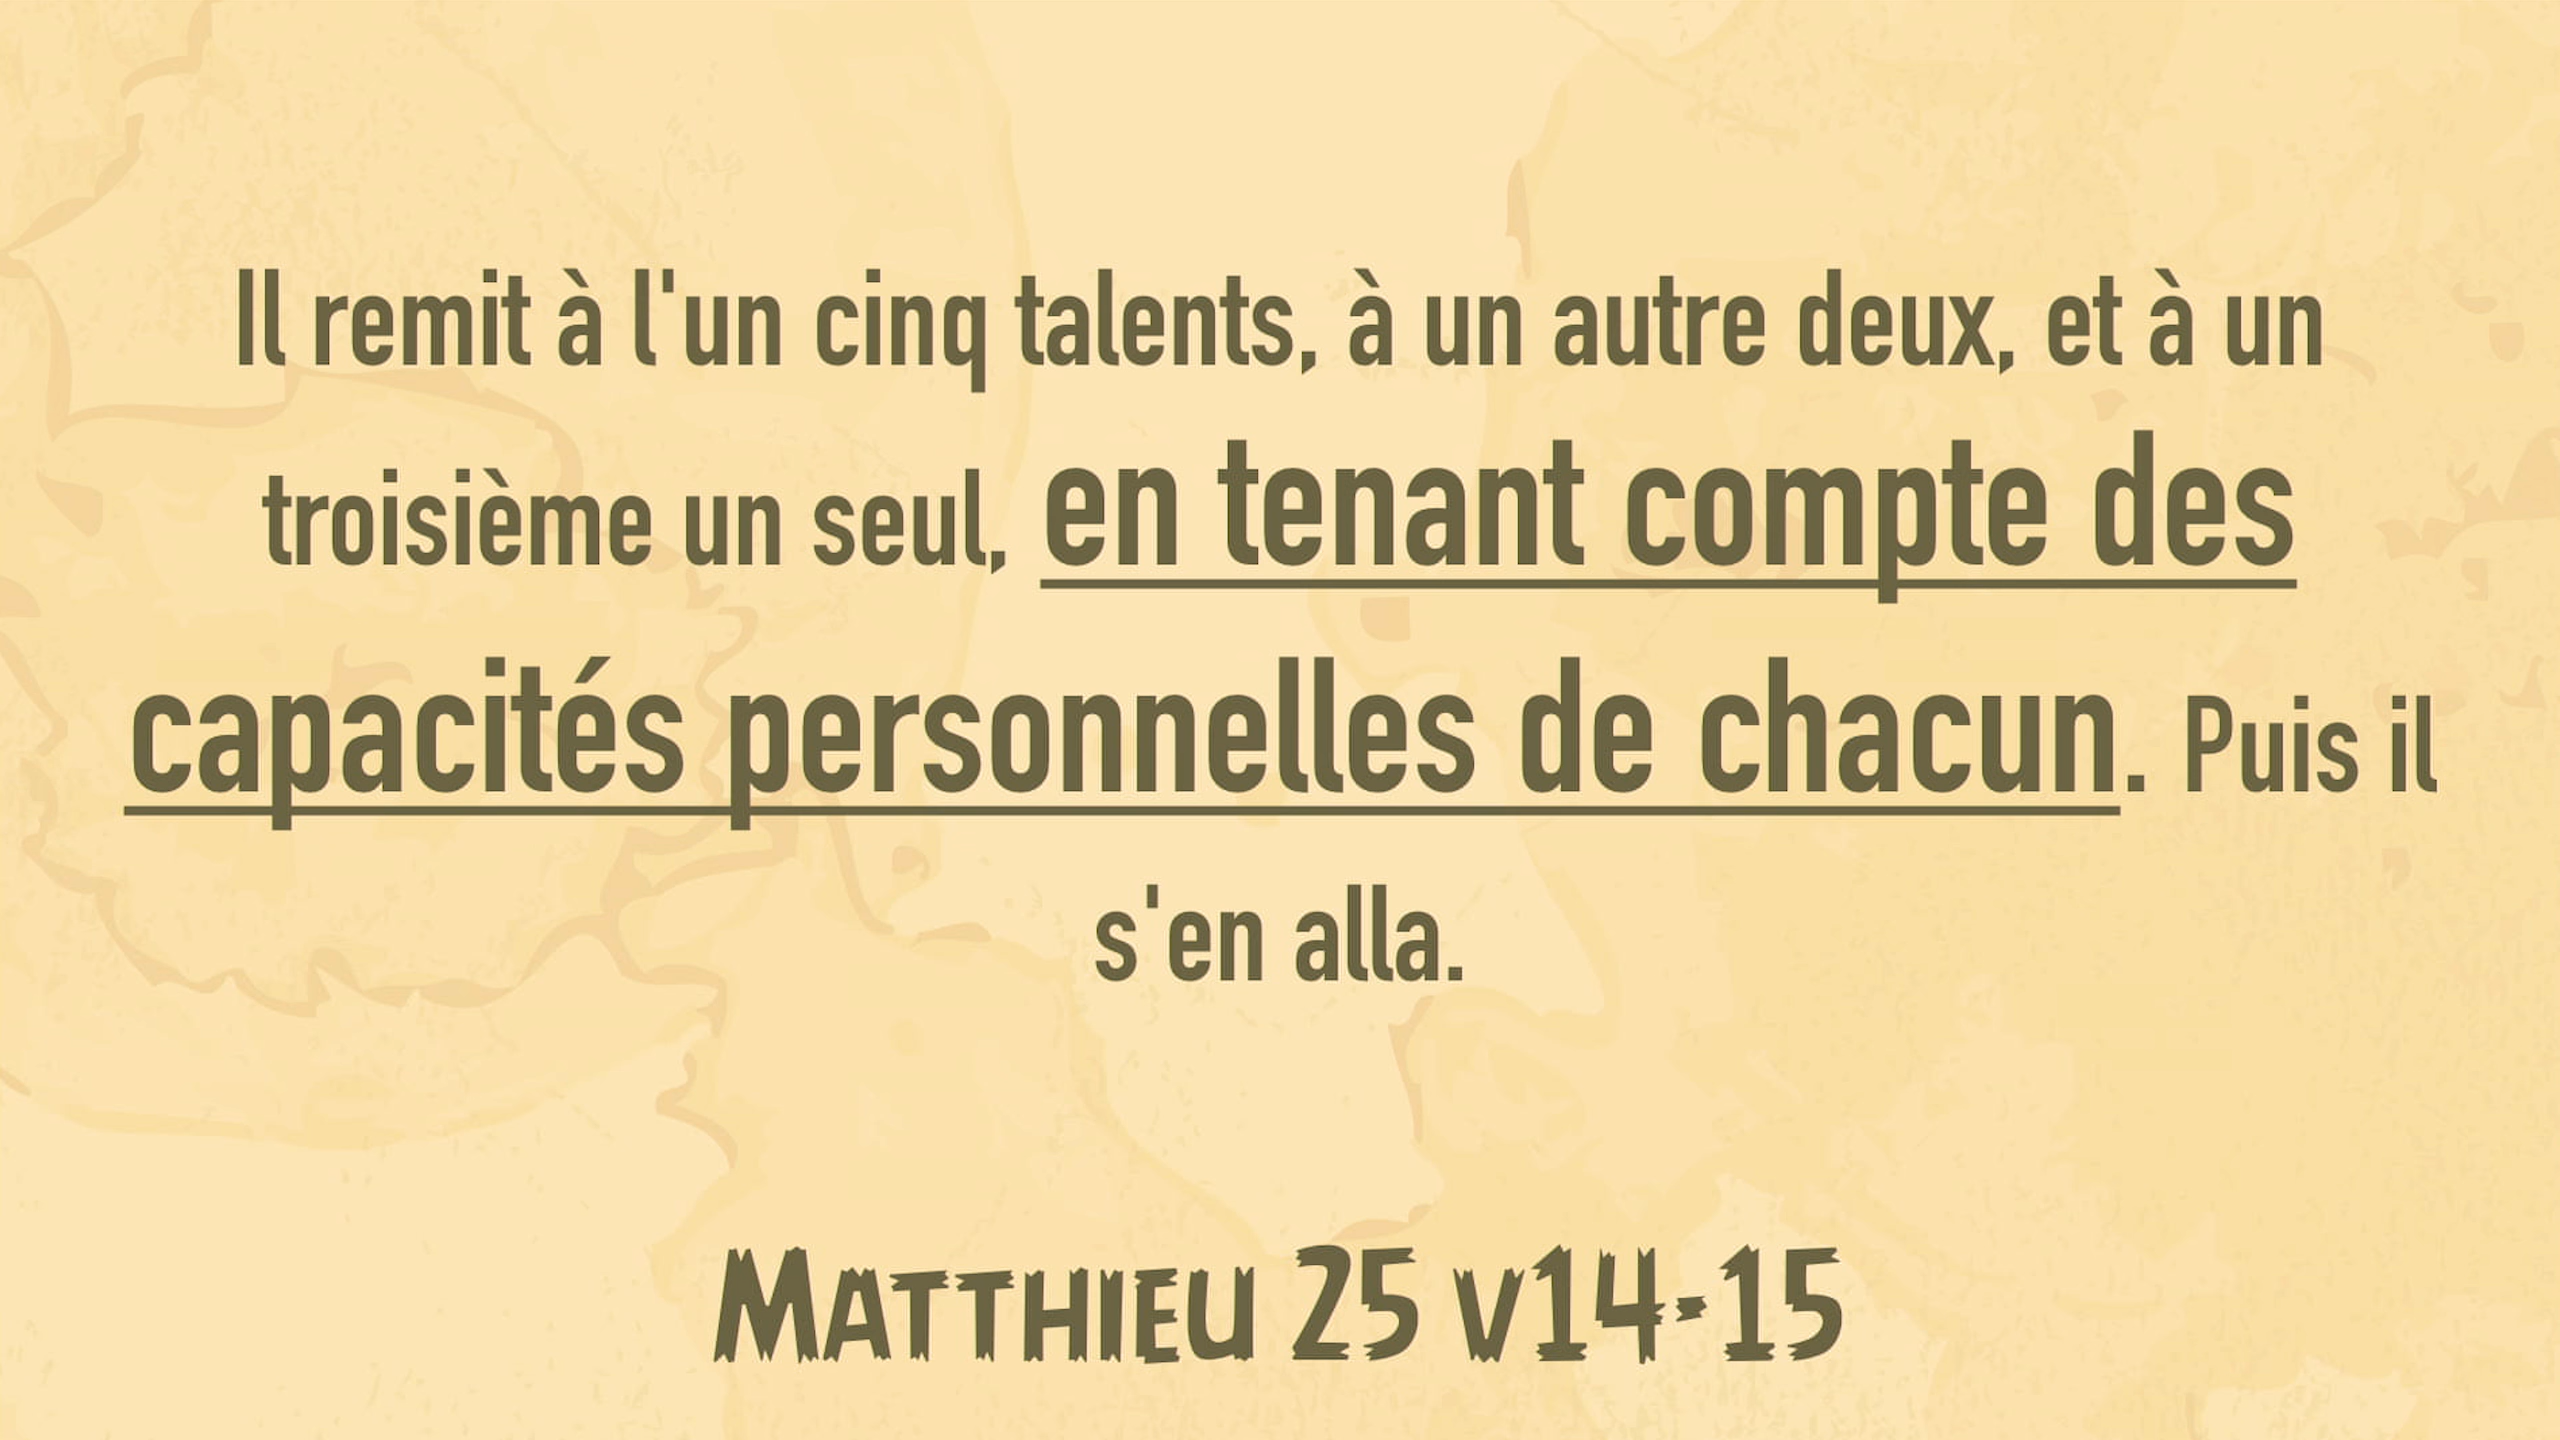 Il remit à l'un cinq talents, à un autre deux, et à un
troisième un seul, en tenant compte des
capacités personnelles de chacun. Puis il
s'en alla.
Matthieu 25 v14-15